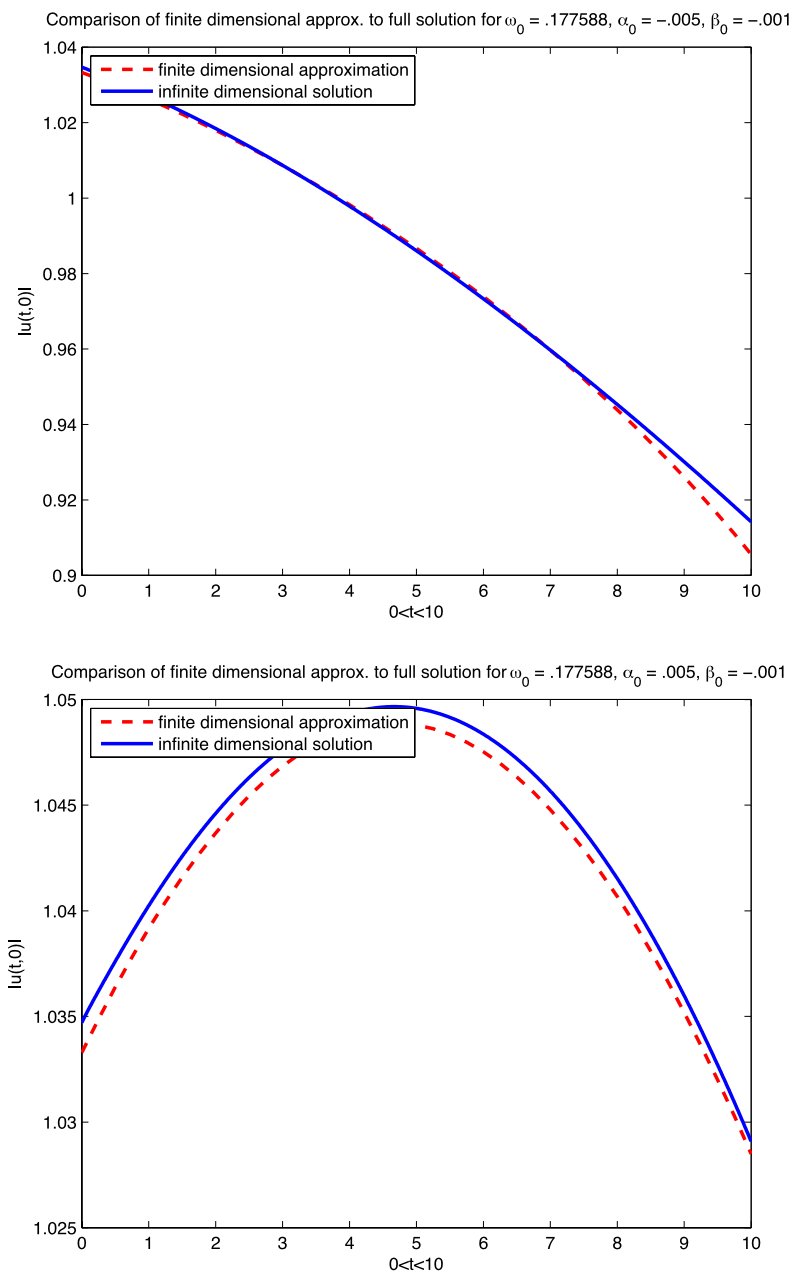 Comparison of finite dimensional approx. to full solution for ω₀ = .177588, α₀ = −.005, β₀ = −.001
1.04
finite dimensional approximation
infinite dimensional solution
1.02
1
0.98
|u(t,0)|
0.96
0.94
0.92
0.9
0 1 2 3 4 5 6 7 8 9 10
0<t<10
Comparison of finite dimensional approx. to full solution for ω₀ = .177588, α₀ = .005, β₀ = −.001
1.05
finite dimensional approximation
infinite dimensional solution
1.045
1.04
|u(t,0)|
1.035
1.03
1.025
0 1 2 3 4 5 6 7 8 9 10
0<t<10